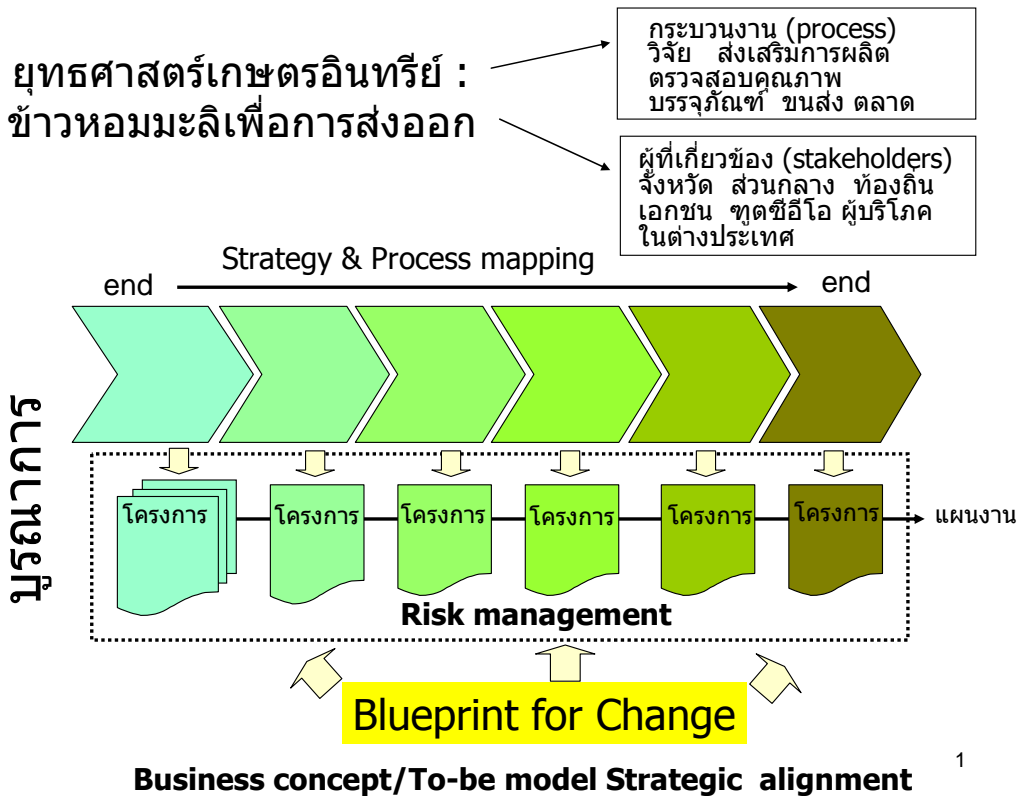 ยุทธศาสตร์เกษตรอินทรีย์ :
ข้าวหอมมะลิเพื่อการส่งออก
กระบวนงาน (process)
วิจัย ส่งเสริมการผลิต
ตรวจสอบคุณภาพ
บรรจุภัณฑ์ ขนส่ง ตลาด
ผู้ที่เกี่ยวข้อง (stakeholders)
จังหวัด ส่วนกลาง ท้องถิ่น
เอกชน ฑูตซีอีโอ ผู้บริโภค
ในต่างประเทศ
Strategy & Process mapping
end
end
บูรณาการ
โครงการ
โครงการ
โครงการ
โครงการ
โครงการ
โครงการ
แผนงาน
Risk management
Blueprint for Change
Business concept/To-be model Strategic alignment
1